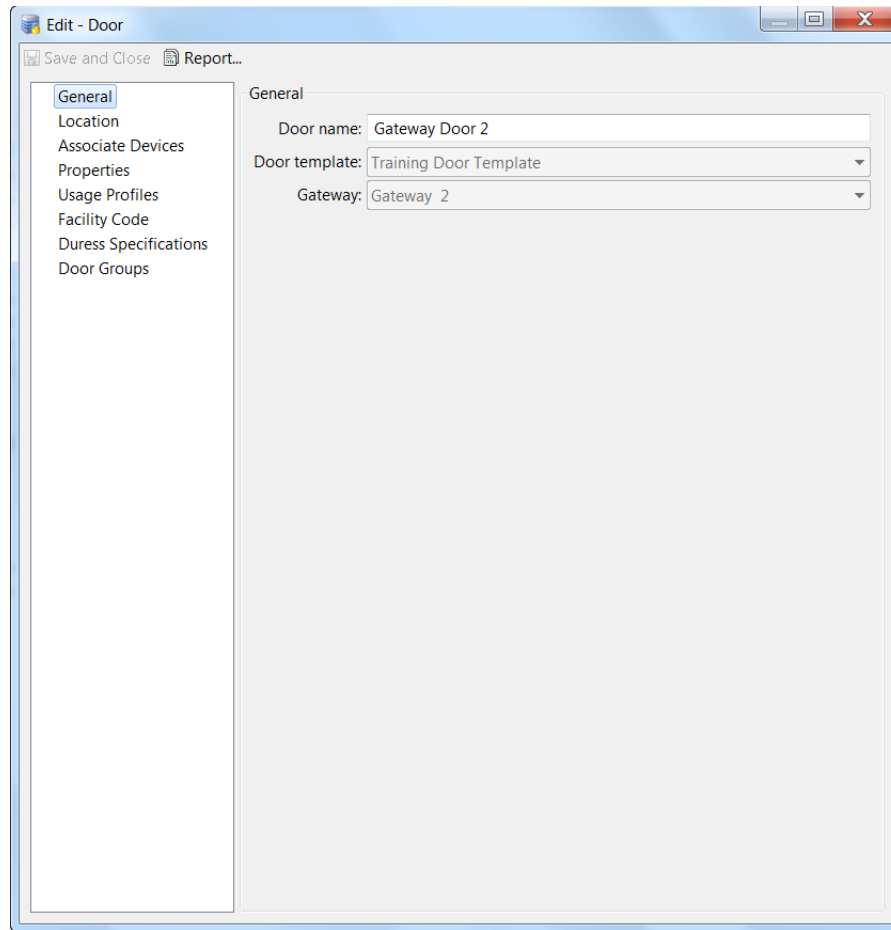 Edit - Door
Save and Close Report...
General
Location
Associate Devices
Properties
Usage Profiles
Facility Code
Duress Specifications
Door Groups
General
Door name: Gateway Door 2
Door template: Training Door Template
Gateway: Gateway 2